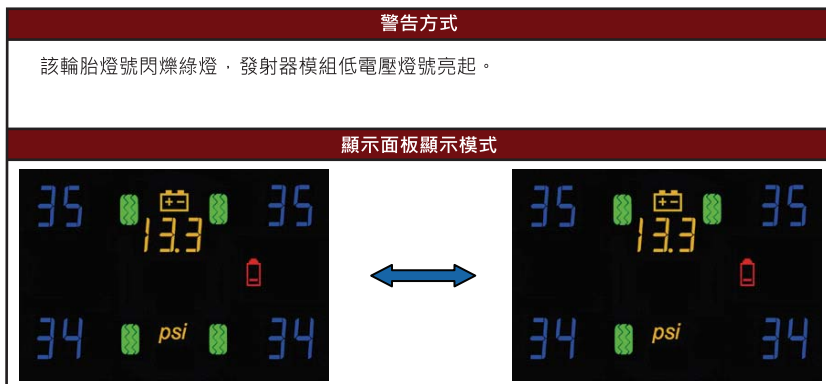 警告方式
該輪胎燈號閃爍綠燈，發射器模組低電壓燈號亮起。
顯示面板顯示模式
35 35 35 35
13.3 13.3
34 psi 34 34 psi 34